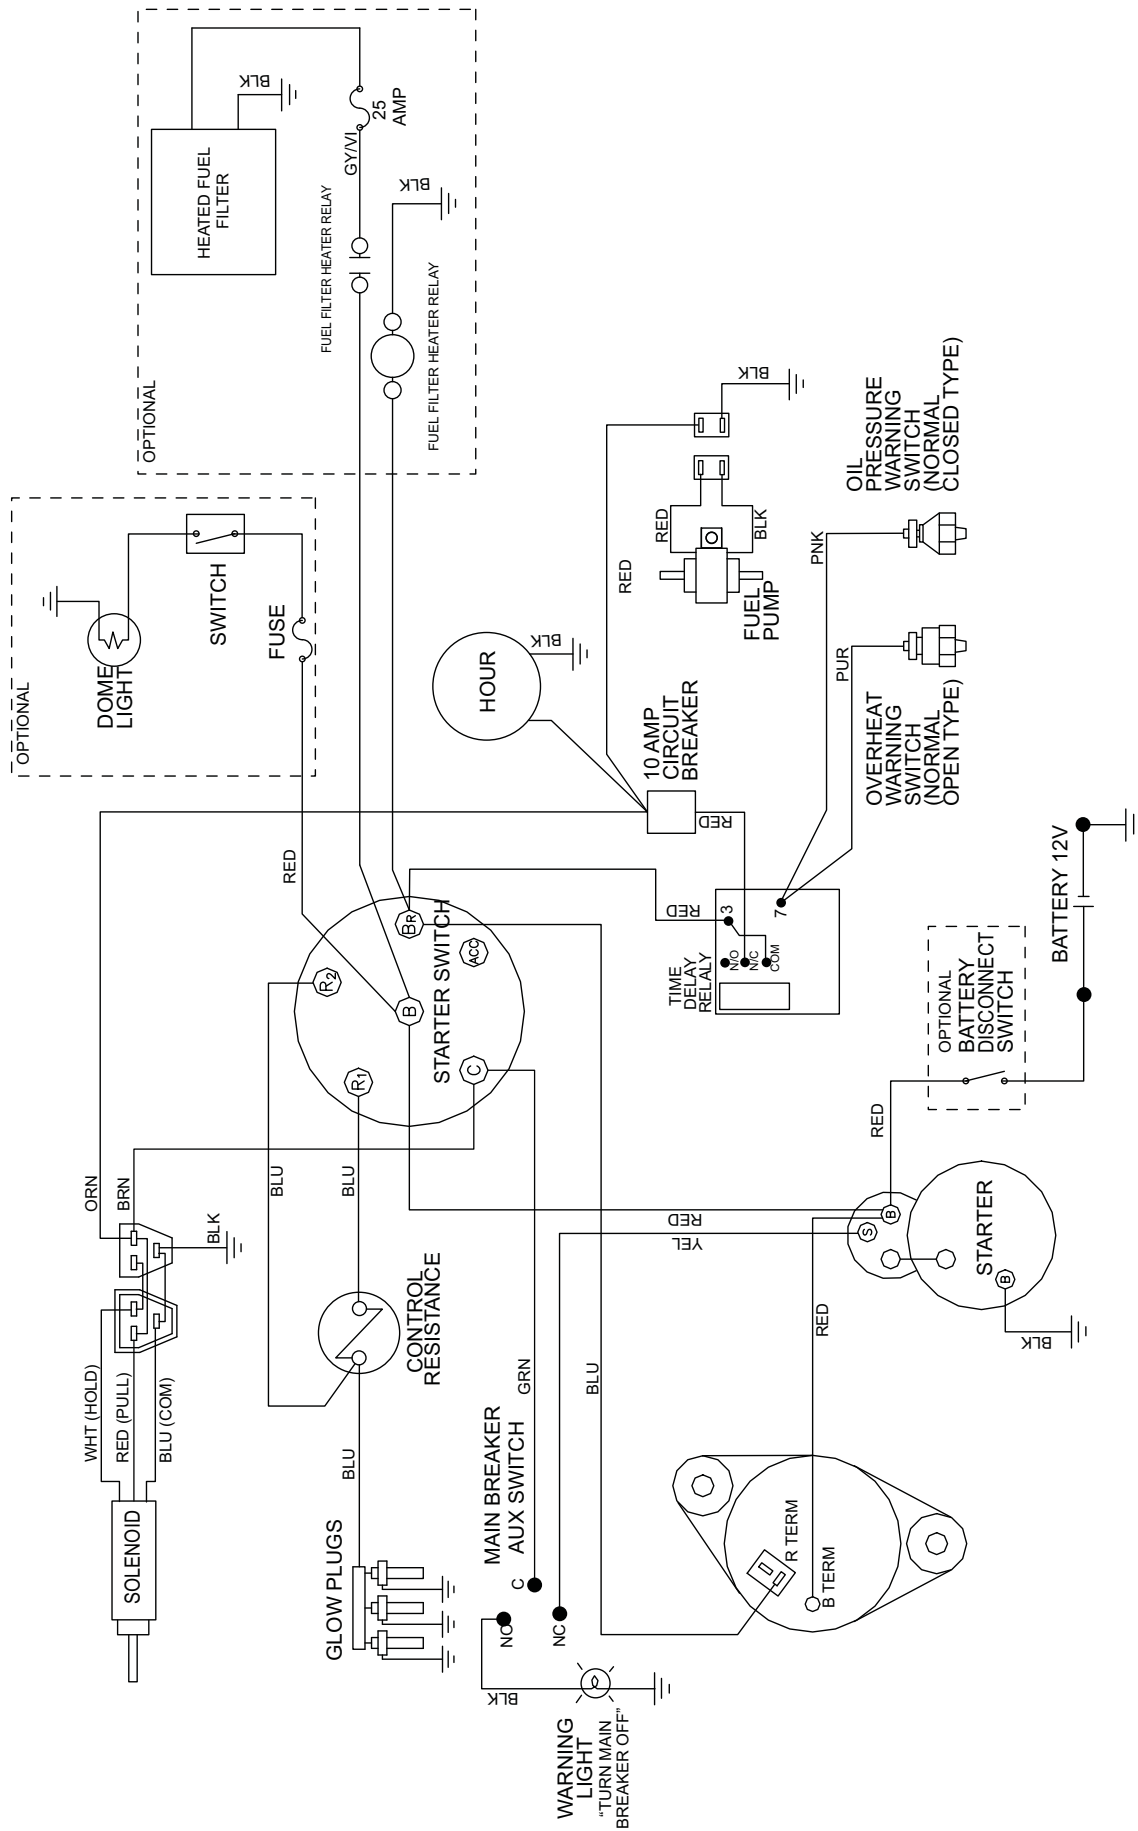 WHT (HOLD)
RED (PULL)
BLU (COM)
SOLENOID
ORN
BRN
BLK
BLU
BLU
CONTROL
RESISTANCE
BLU
GLOW PLUGS
MAIN BREAKER
AUX SWITCH
C
NO
NC
BLK
WARNING
LIGHT
"TURN MAIN
BREAKER OFF"
GRN
BLU
R TERM
B TERM
RED
YEL
RED
S
B
STARTER
B
BLK
RED
OPTIONAL
BATTERY
DISCONNECT
SWITCH
BATTERY 12V
R1
R2
B
BR
ACC
C
STARTER SWITCH
RED
TIME
DELAY
RELALY
N/O
N/C
COM
3
7
RED
RED
10 AMP
CIRCUIT
BREAKER
HOUR
BLK
RED
RED
BLK
FUEL
PUMP
BLK
PNK
PUR
OVERHEAT
WARNING
SWITCH
(NORMAL
OPEN TYPE)
OIL
PRESSURE
WARNING
SWITCH
(NORMAL
CLOSED TYPE)
OPTIONAL
DOME
LIGHT
SWITCH
FUSE
OPTIONAL
HEATED FUEL
FILTER
BLK
25
AMP
GY/VI
FUEL FILTER HEATER RELAY
BLK
FUEL FILTER HEATER RELAY